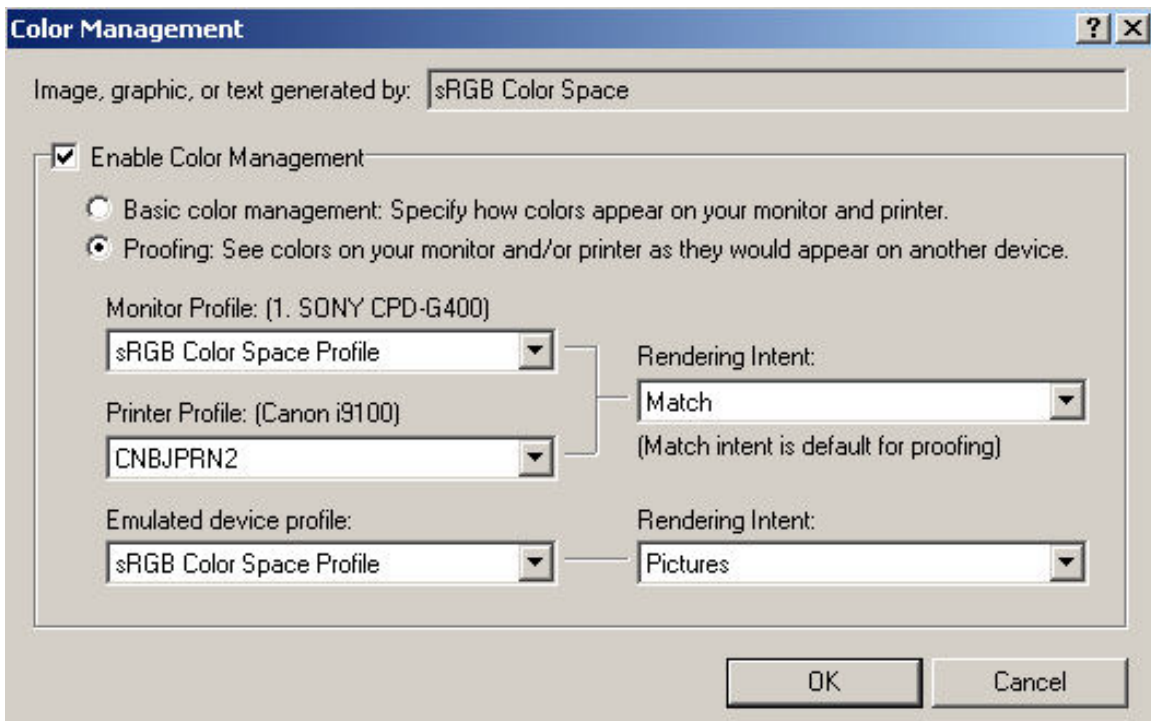 Color Management
Image, graphic, or text generated by: sRGB Color Space
Enable Color Management
Basic color management: Specify how colors appear on your monitor and printer.
Proofing: See colors on your monitor and/or printer as they would appear on another device.
Monitor Profile: (1. SONY CPD-G400)
sRGB Color Space Profile
Rendering Intent:
Match
Printer Profile: (Canon i9100)
(Match intent is default for proofing)
CNBJPRN2
Emulated device profile:
Rendering Intent:
sRGB Color Space Profile
Pictures
OK
Cancel